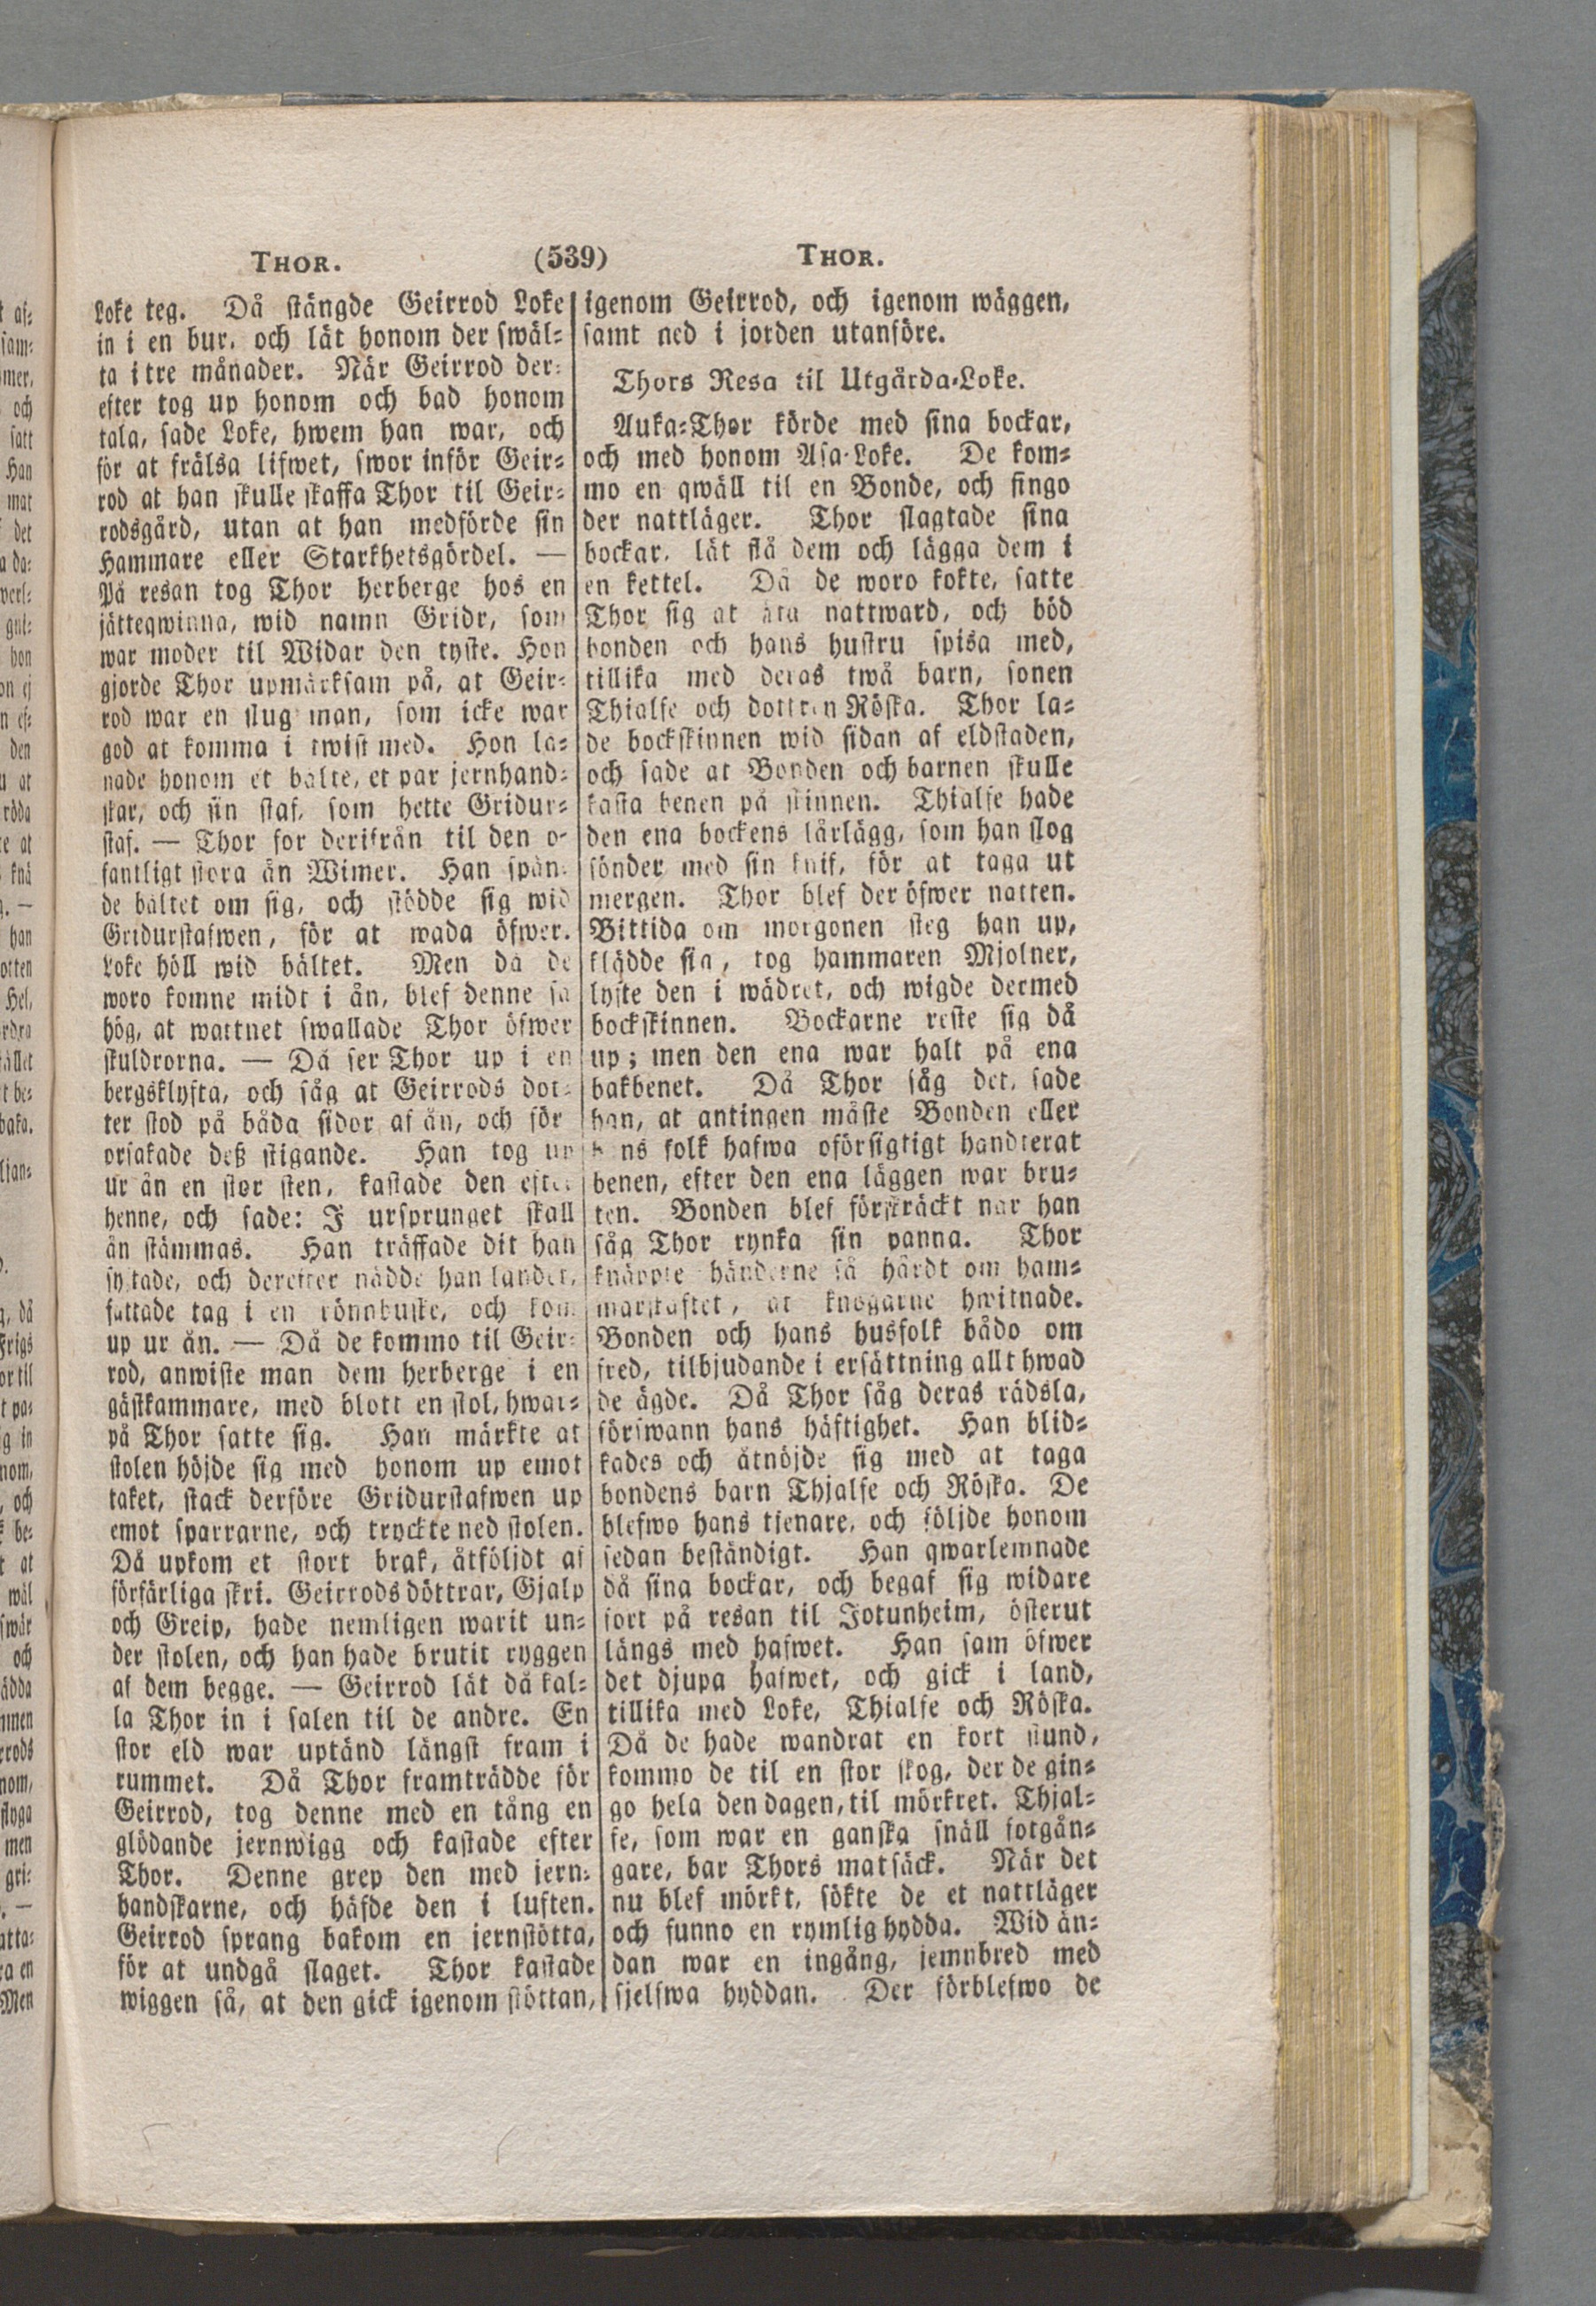 THOR. (539) THOR.
Loke teg. Då stängde Geirrod Loke
in i en bur, och lät honom der swäl-
ta i tre månader. När Geirrod der-
efter tog up honom och bad honom
tala, sade Loke, hwem han war, och
för at frälsa lifwet, swor inför Geir-
rod at han skulle skaffa Thor til Geir-
rodsgård, utan at han medförde sin
Hammare eller Starkhetsgördel. —
På resan tog Thor herberge hos en
jätteqwinna, wid namn Gridr, som
war moder til Widar den tyste. Hon
gjorde Thor upmärksam på, at Geir-
rod war en slug man, som icke war
god at komma i twist med. Hon lå-
nade honom et bälte, et par jernhand-
skar, och sin staf, som hette Gridur-
staf. — Thor for derifrån til den o-
fantligt stora ån Wimer. Han spän-
de bältet om sig, och stödde sig wid
Gridurstafwen, för at wada öfwer.
Loke höll wid bältet. Men då de
woro komne midt i ån, blef denne så
hög, at wattnet swallade Thor öfwer
skuldrorna. — Då ser Thor up i en
bergsklyfta, och såg at Geirrods dot-
ter stod på båda sidor af ån, och för
orsakade deß stigande. Han tog up
ur ån en stor sten, kastade den efter
henne, och sade: I ursprunget skall
ån stämmas. Han träffade dit han
syftade, och derefter nådde han landet,
fattade tag i en rönnbuske, och kom
up ur ån. — Då de kommo til Geir-
rod, anwiste man dem herberge i en
gästkammare, med blott en stol, hwar-
på Thor satte sig. Han märkte at
stolen höjde sig med honom up emot
taket, stack derföre Gridurstafwen up
emot sparrarne, och tryckte ned stolen.
Då upkom et stort brak, åtföljdt af
förfärliga skri. Geirrods döttrar, Gjalp
och Greip, hade nemligen warit un-
der stolen, och han hade brutit ryggen
af dem begge. — Geirrod lät då kal-
la Thor in i salen til de andre. En
stor eld war uptänd längst fram i
rummet. Då Thor framträdde för
Geirrod, tog denne med en tång en
glödande jernwigg och kastade efter
Thor. Denne grep den med jern-
handskarne, och häfde den i luften.
Geirrod sprang bakom en jernstötta,
för at undgå slaget. Thor kastade
wiggen så, at den gick igenom stöttan,
igenom Geirrod, och igenom wäggen,
samt ned i jorden utanföre.
Thors Resa til Utgårda-Loke.
Auka-Thor körde med sina bockar,
och med honom Asa-Loke. De kom-
mo en qwäll til en Bonde, och fingo
der nattläger. Thor slagtade sina
bockar, lät flå dem och lägga dem i
en kettel. Då de woro kokte, satte
Thor sig at äta nattward, och böd
bonden och hans hustru spisa med,
tillika med deras twå barn, sonen
Thialfe och dottren Röska. Thor la-
de bockskinnen wid sidan af eldstaden,
och sade at Bonden och barnen skulle
kasta benen på skinnen. Thialfe hade
den ena bockens lårlägg, som han slog
sönder med sin knif, för at taga ut
mergen. Thor blef der öfwer natten.
Bittida om morgonen steg han up,
klädde sig, tog hammaren Mjolner,
lyfte den i wädret, och wigde dermed
bockskinnen. Bockarne reste sig då
up; men den ena war halt på ena
bakbenet. Då Thor såg det, sade
han, at antingen måste Bonden eller
hans folk hafwa oförsigtigt handterat
benen, efter den ena läggen war bru-
ten. Bonden blef förskräckt när han
såg Thor rynka sin panna. Thor
knäppte händerne så hårdt om ham-
marskaftet, at knogarne hwitnade.
Bonden och hans husfolk bådo om
fred, tilbjudande i ersättning allt hwad
de ägde. Då Thor såg deras rädsla,
förswann hans häftighet. Han blid-
kades och åtnöjde sig med at taga
bondens barn Thjalfe och Röska. De
blefwo hans tjenare, och följde honom
sedan beständigt. Han qwarlemnade
då sina bockar, och begaf sig widare
fort på resan til Jotunheim, österut
längs med hafwet. Han sam öfwer
det djupa hafwet, och gick i land,
tillika med Loke, Thialfe och Röska.
Då de hade wandrat en kort stund,
kommo de til en stor skog, der de gin-
go hela den dagen, til mörkret. Thjal-
fe, som war en ganska snäll fotgån-
gare, bar Thors matsäck. När det
nu blef mörkt, sökte de et nattläger
och funno en rymlig hydda. Wid än-
dan war en ingång, jemnbred med
sjelfwa hyddan. Der förblefwo de